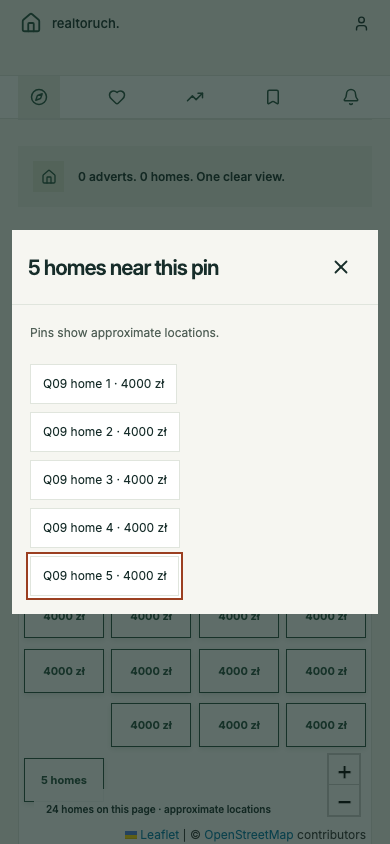 realtoruch.
0 adverts. 0 homes. One clear view.
5 homes near this pin
Pins show approximate locations.
Q09 home 1 · 4000 zł
Q09 home 2 · 4000 zł
Q09 home 3 · 4000 zł
Q09 home 4 · 4000 zł
Q09 home 5 · 4000 zł
4000 zł 4000 zł 4000 zł 4000 zł
4000 zł 4000 zł 4000 zł 4000 zł
4000 zł 4000 zł 4000 zł
5 homes
+
−
24 homes on this page · approximate locations
Leaflet | © OpenStreetMap contributors